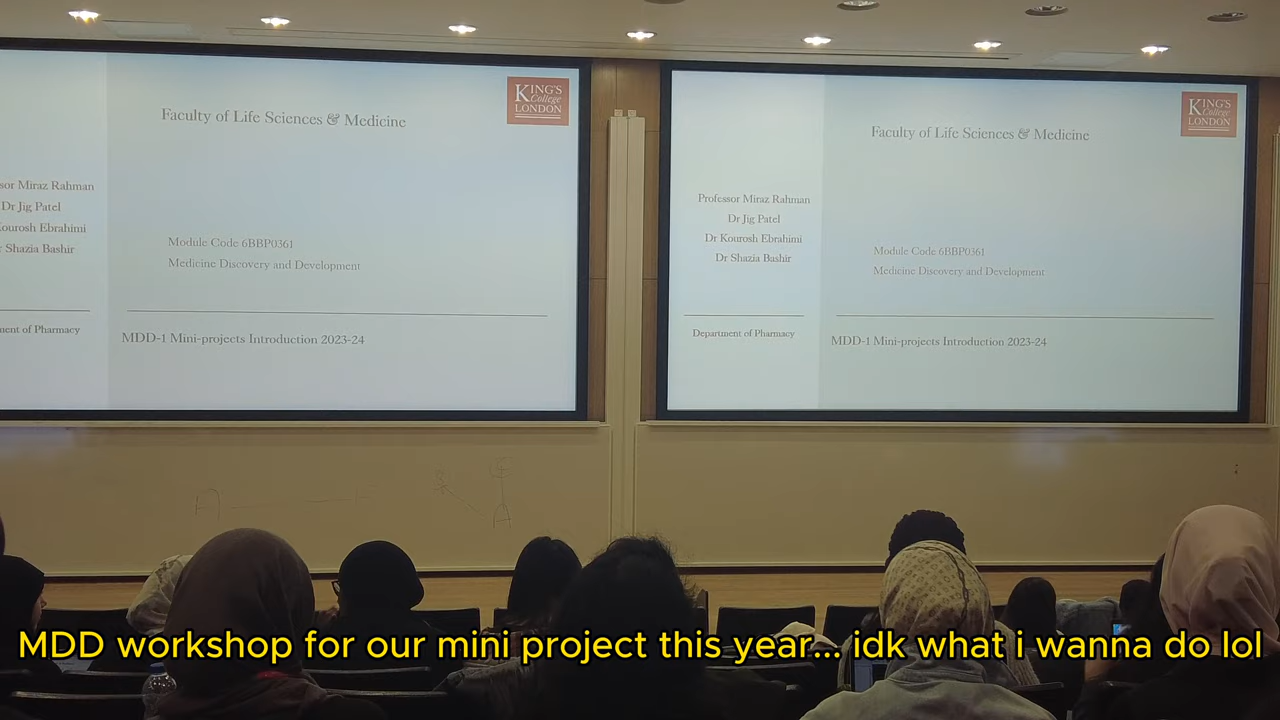 KING'S
College
LONDON
Faculty of Life Sciences & Medicine
sor Miraz Rahman
Dr Jig Patel
ourosh Ebrahimi
r Shazia Bashir
Module Code 6BBP0361
Medicine Discovery and Development
ment of Pharmacy
MDD-1 Mini-projects Introduction 2023-24
KING'S
College
LONDON
Faculty of Life Sciences & Medicine
Professor Miraz Rahman
Dr Jig Patel
Dr Kourosh Ebrahimi
Dr Shazia Bashir
Module Code 6BBP0361
Medicine Discovery and Development
Department of Pharmacy
MDD-1 Mini-projects Introduction 2023-24
MDD workshop for our mini project this year... idk what i wanna do lol